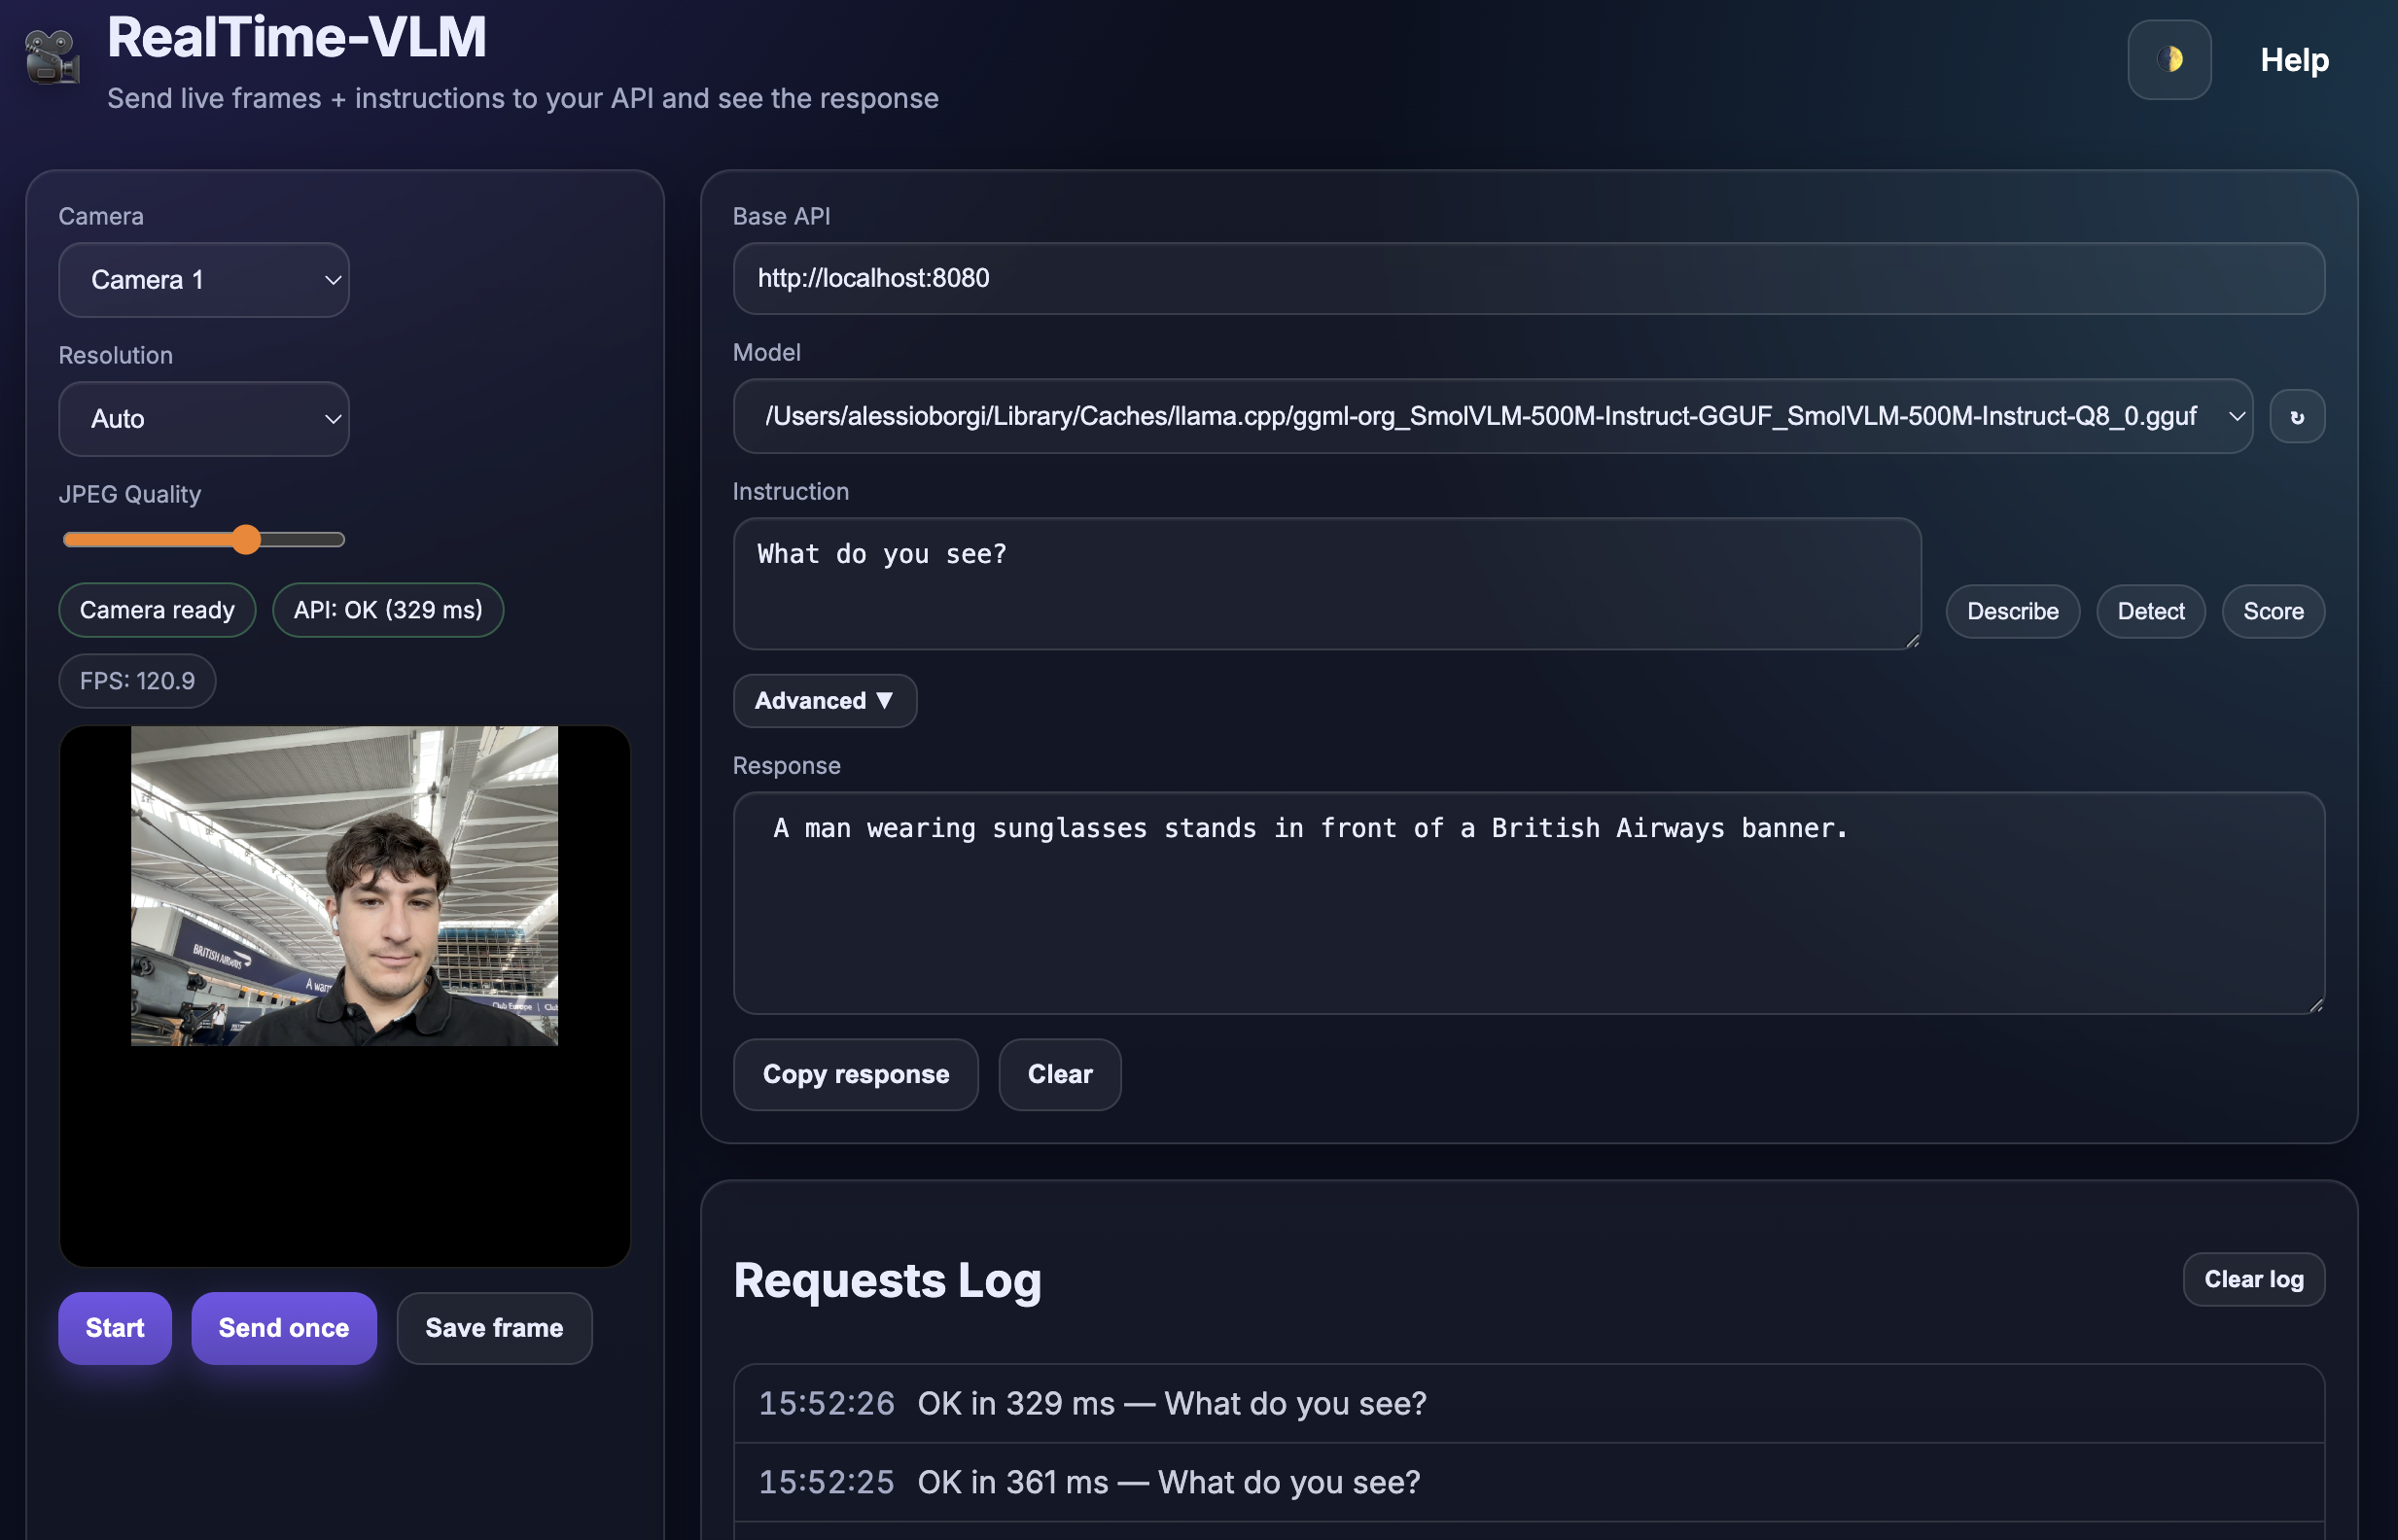 RealTime-VLM
Send live frames + instructions to your API and see the response
Help
Camera
Camera 1
Resolution
Auto
JPEG Quality
Camera ready
API: OK (329 ms)
FPS: 120.9
BRITISH AIRWAYS
A warm
Club Europe | Club
Start
Send once
Save frame
Base API
http://localhost:8080
Model
/Users/alessioborgi/Library/Caches/llama.cpp/ggml-org_SmolVLM-500M-Instruct-GGUF_SmolVLM-500M-Instruct-Q8_0.gguf
Instruction
What do you see?
Describe
Detect
Score
Advanced ▼
Response
A man wearing sunglasses stands in front of a British Airways banner.
Copy response
Clear
Requests Log
Clear log
15:52:26 OK in 329 ms — What do you see?
15:52:25 OK in 361 ms — What do you see?